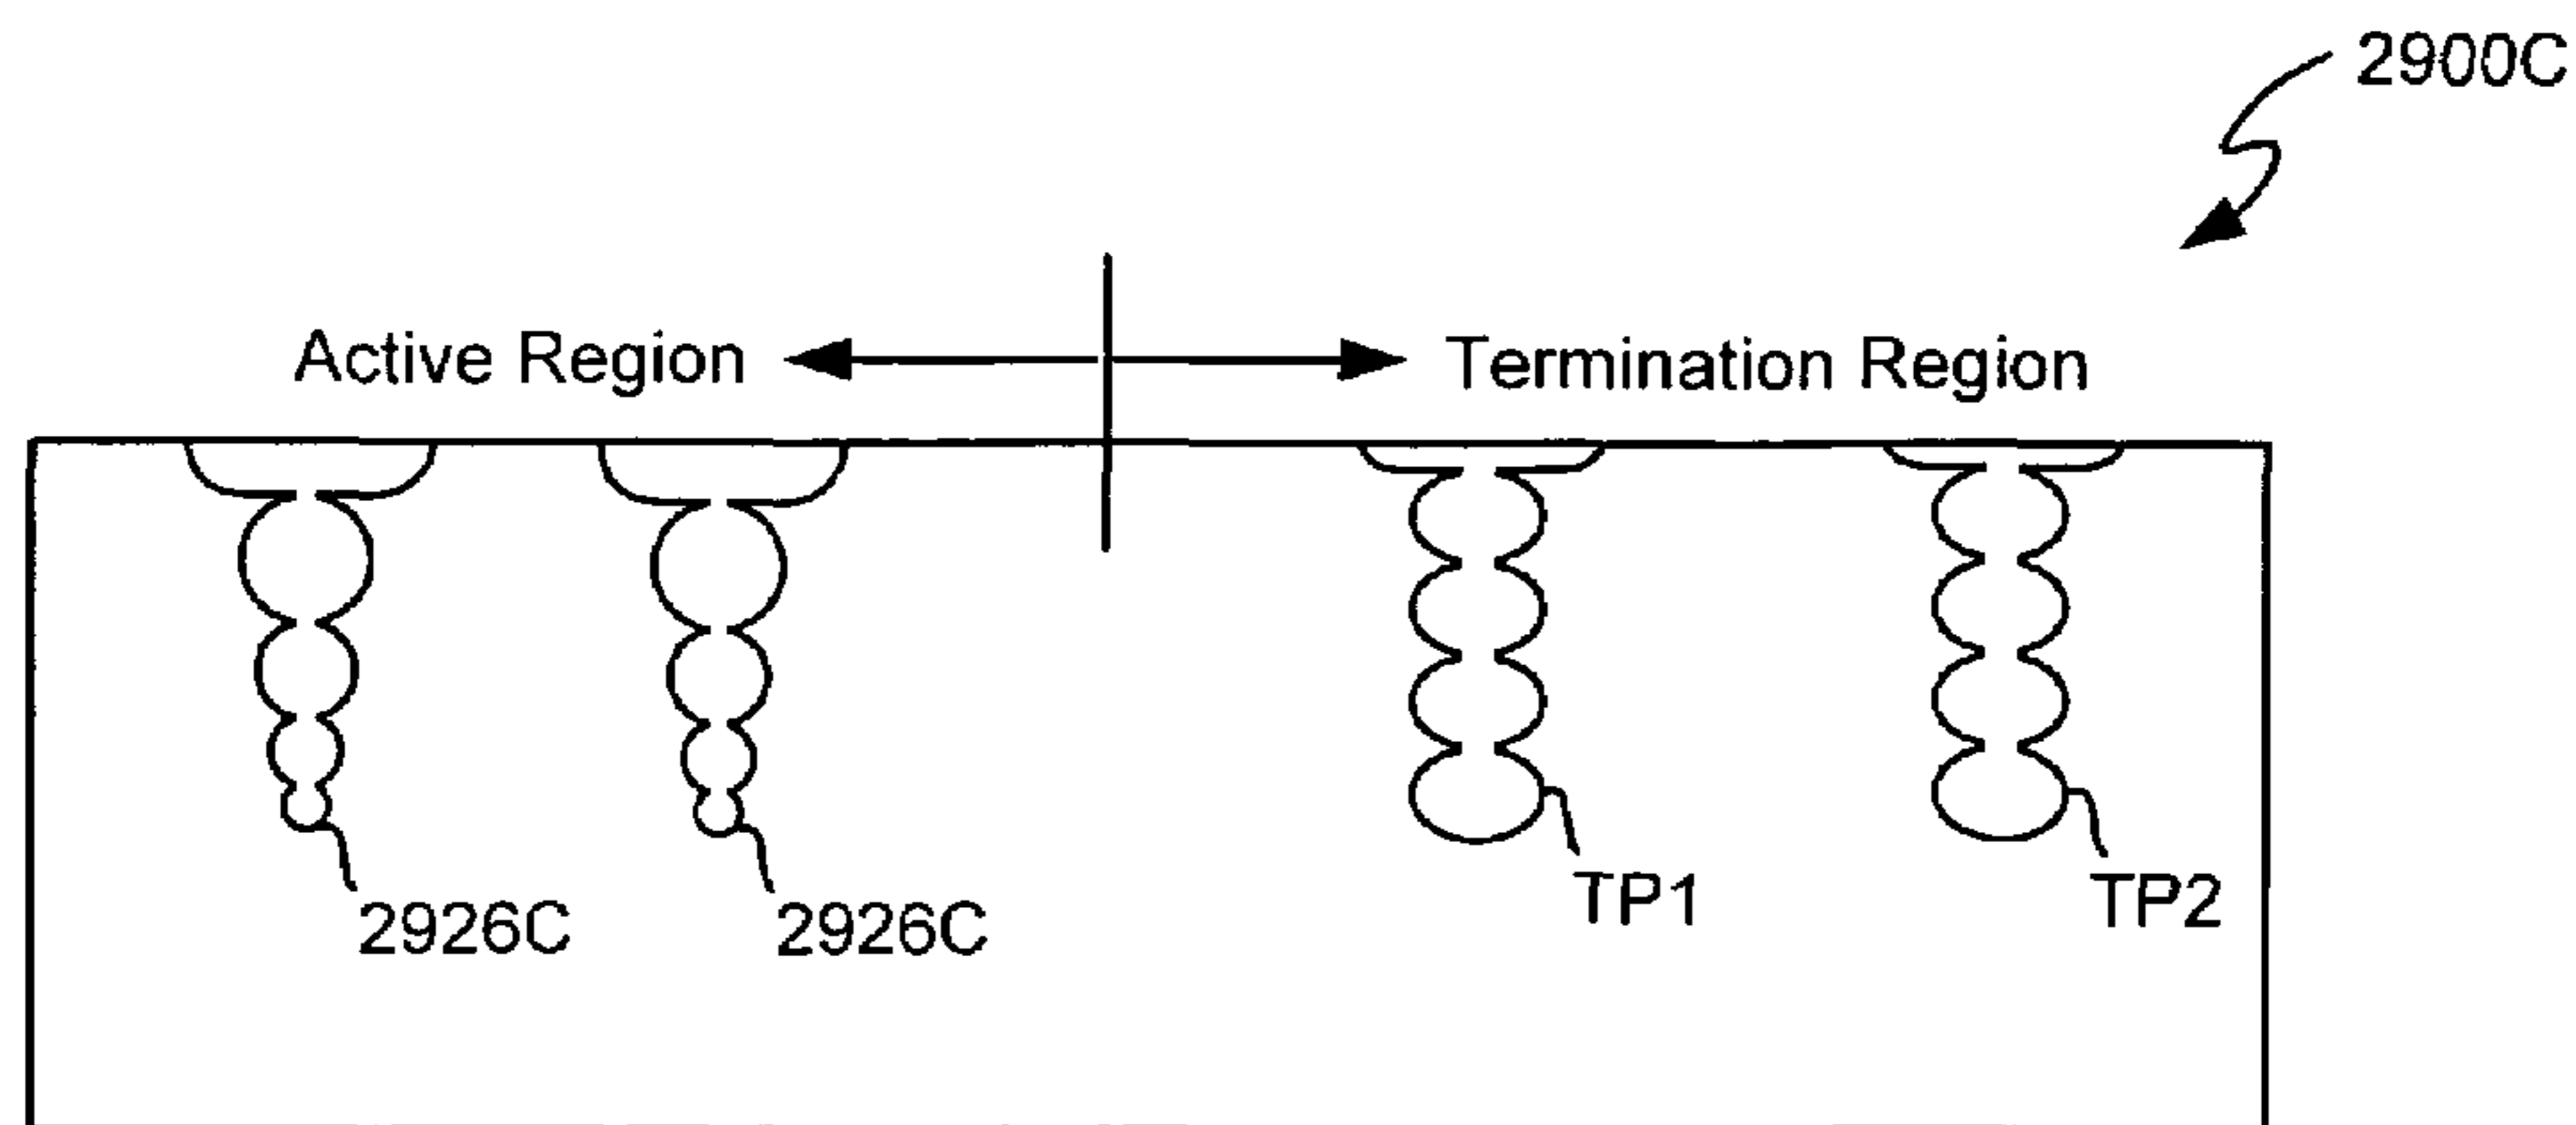 2900C
Active Region
Termination Region
2926C
2926C
TP1
TP2